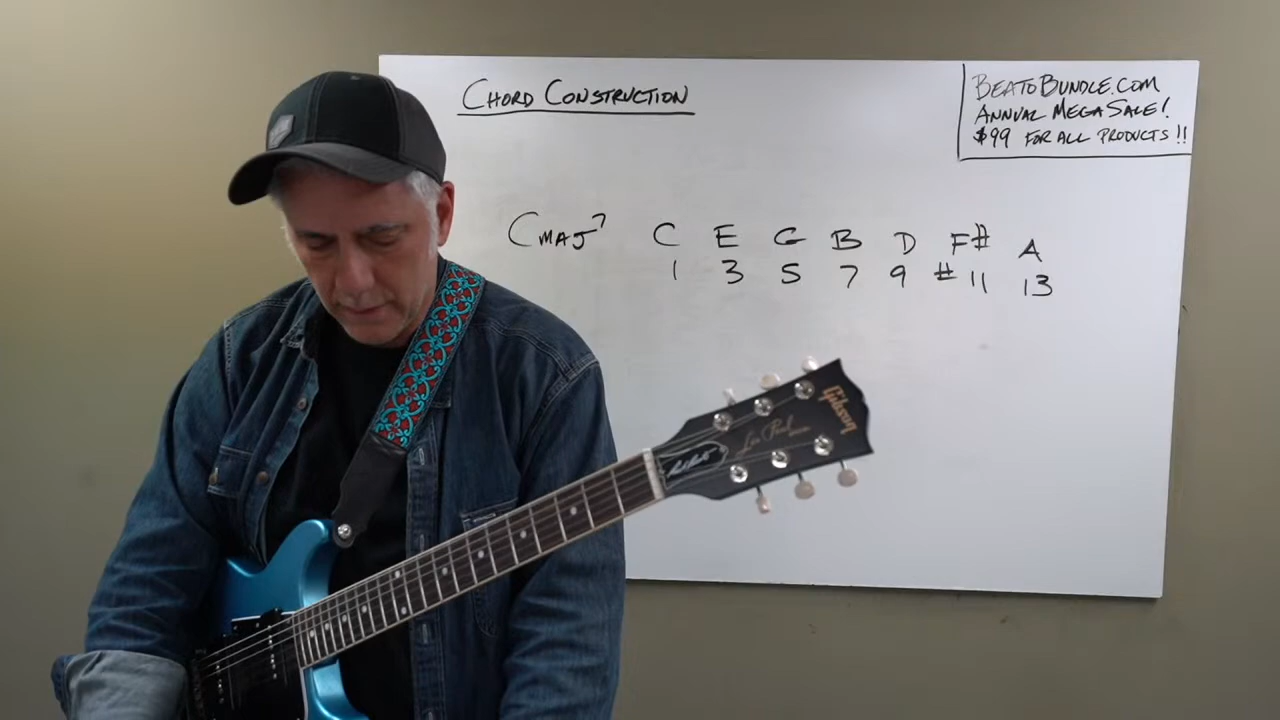 CHORD CONSTRUCTION
BEATOBUNDLE.COM
ANNUAL MEGA SALE!
$99 FOR ALL PRODUCTS!!
CMAJ7 C E G B D F# A
1 3 5 7 9 #11 13
Gibson
Les Paul